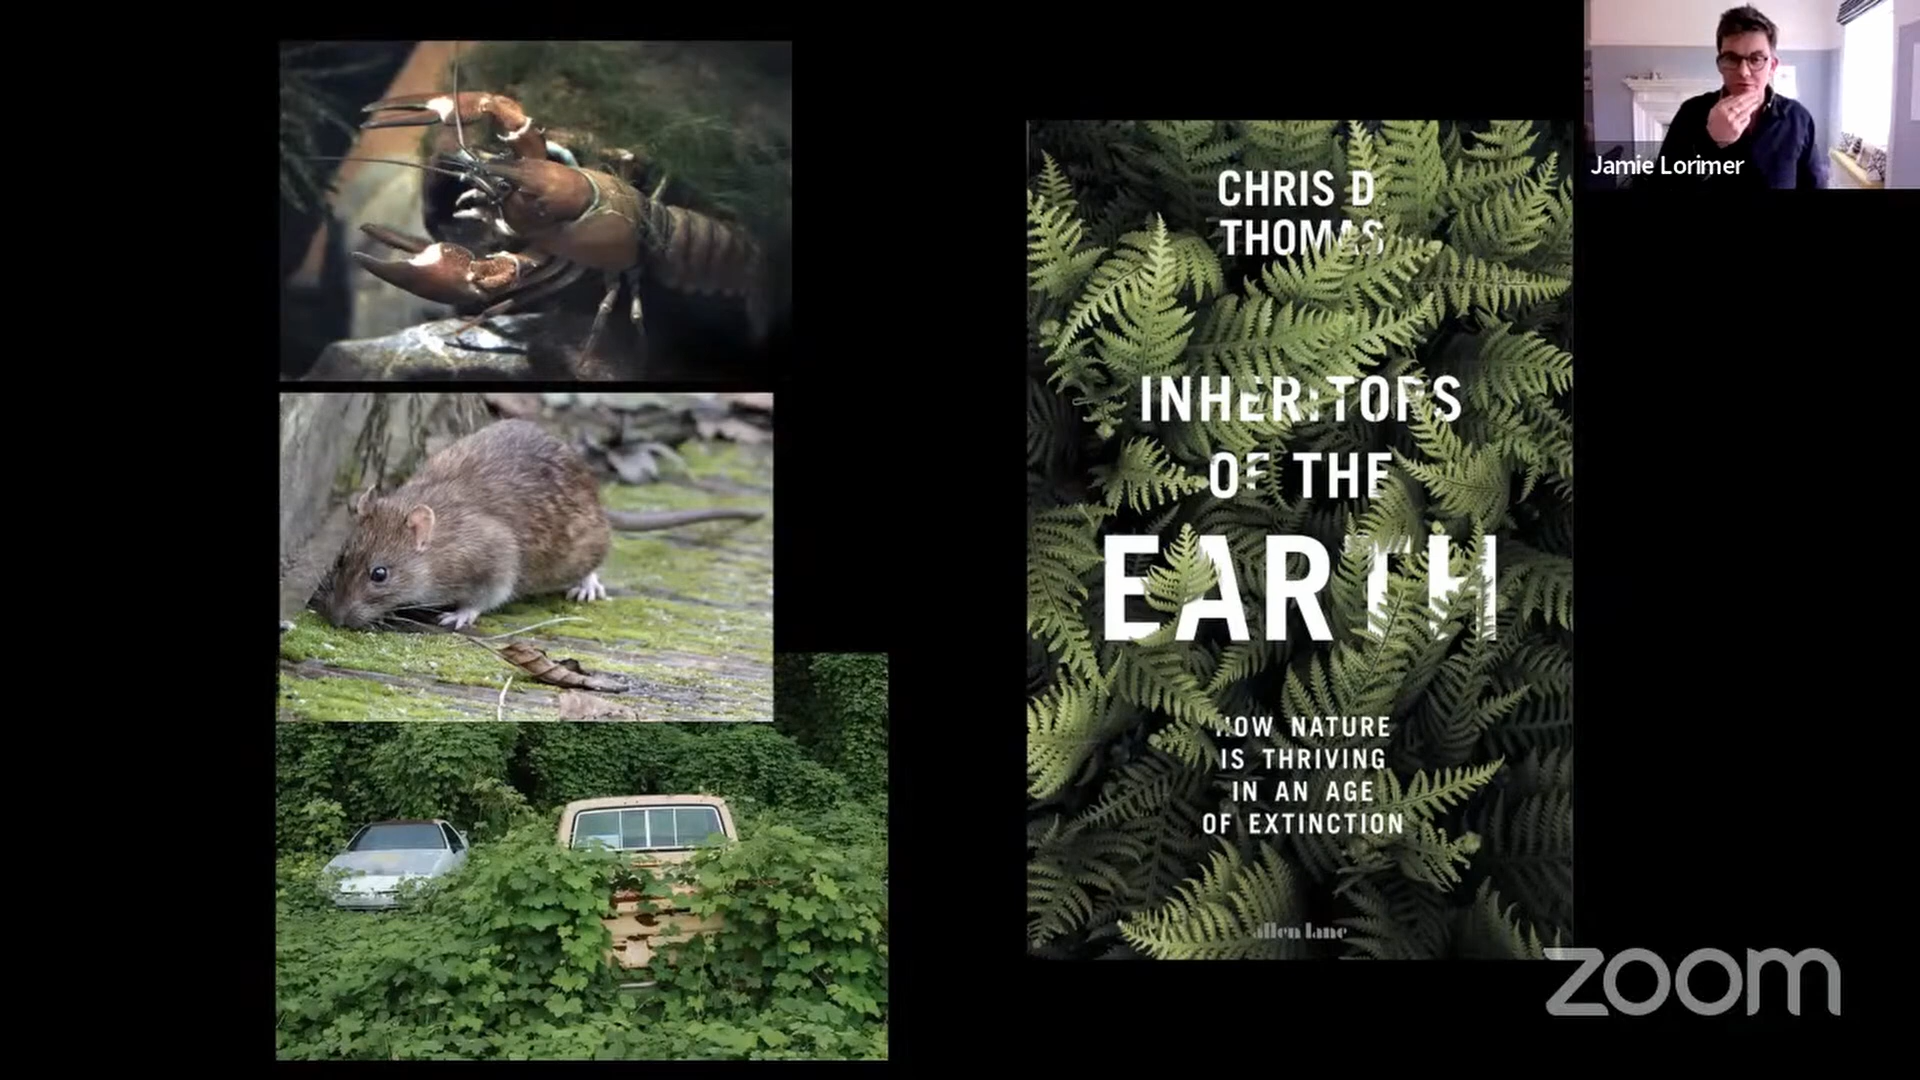 CHRIS D
THOMAS
INHERITORS
OF THE
EARTH
HOW NATURE
IS THRIVING
IN AN AGE
OF EXTINCTION
allen lane
Jamie Lorimer
zoom